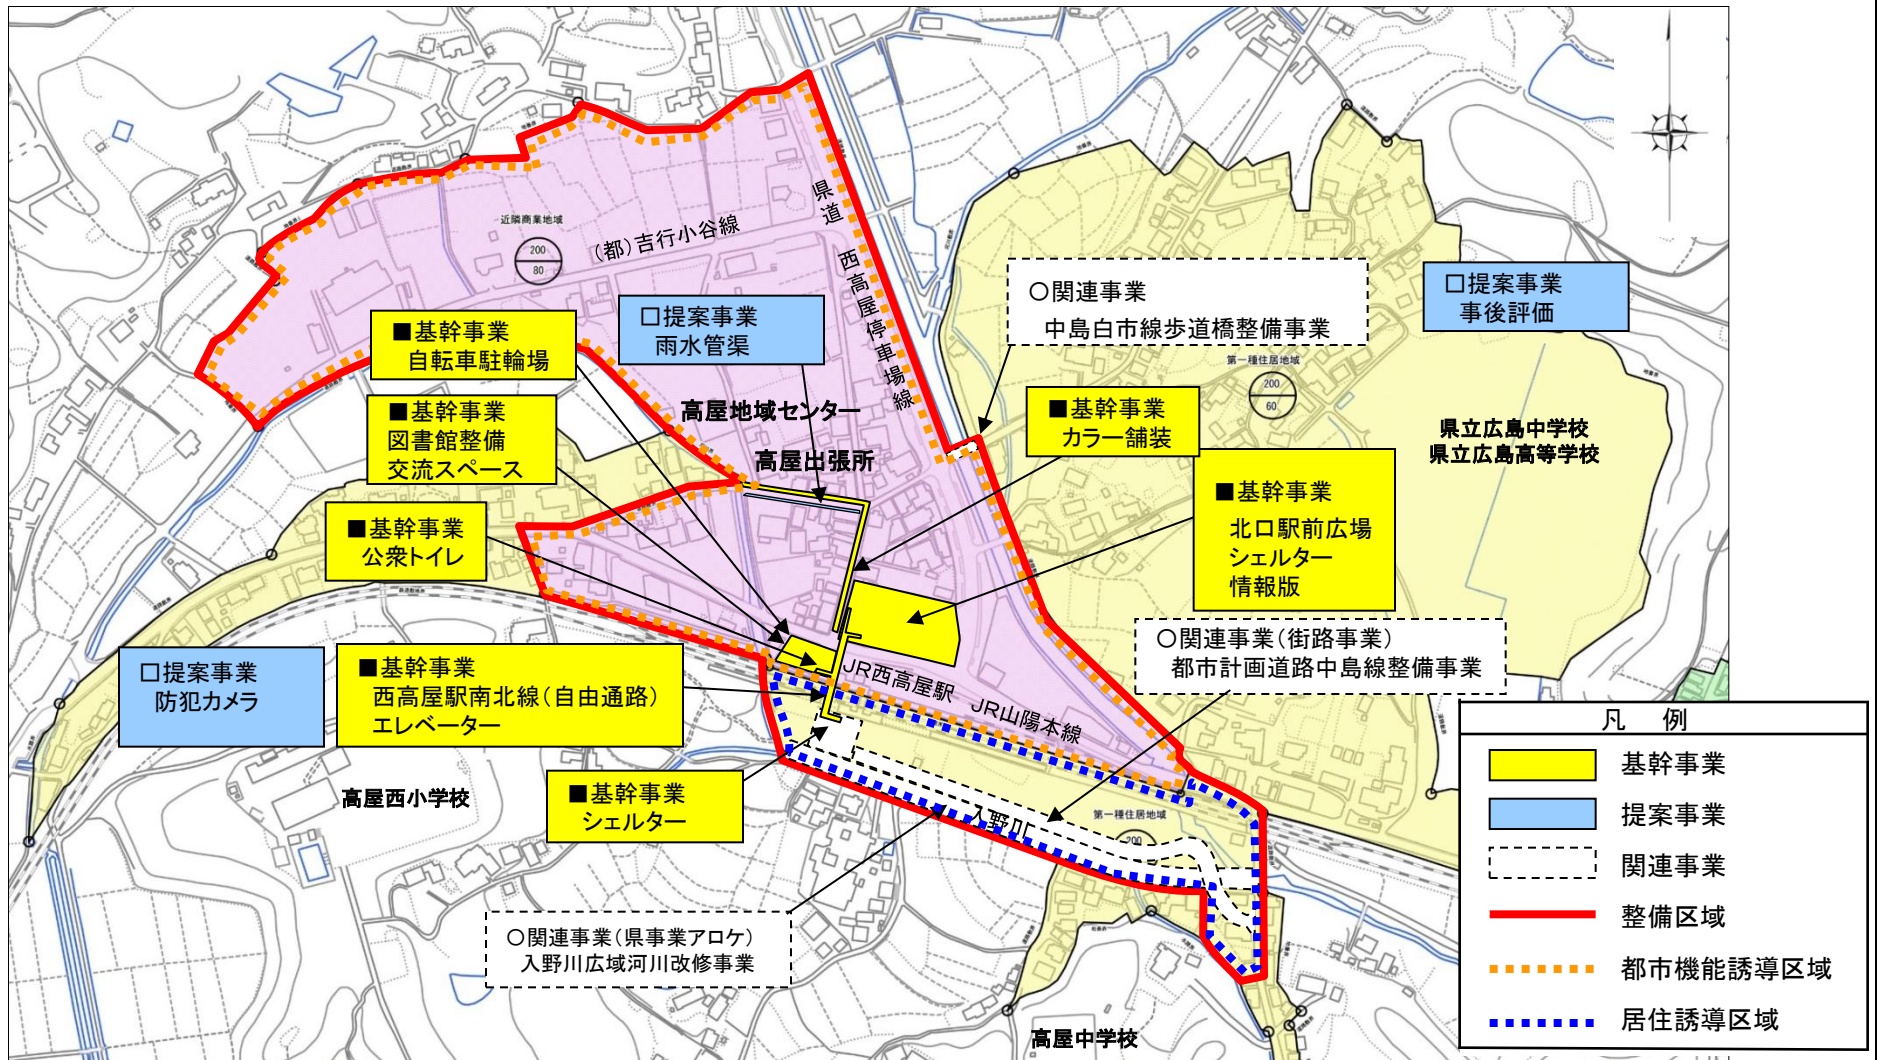 近隣商業地域
200
80
(都)吉行小谷線
県道 西高屋停車場線
■基幹事業
自転車駐輪場
□提案事業
雨水管渠
○関連事業
中島白市線歩道橋整備事業
□提案事業
事後評価
第一種住居地域
200
60
■基幹事業
図書館整備
交流スペース
高屋地域センター
高屋出張所
■基幹事業
カラー舗装
県立広島中学校
県立広島高等学校
■基幹事業
公衆トイレ
■基幹事業
北口駅前広場
シェルター
情報版
○関連事業(街路事業)
都市計画道路中島線整備事業
□提案事業
防犯カメラ
■基幹事業
西高屋駅南北線(自由通路)
エレベーター
JR西高屋駅
JR山陽本線
■基幹事業
シェルター
高屋西小学校
入野川
第一種住居地域
200
○関連事業(県事業アロケ)
入野川広域河川改修事業
高屋中学校
凡 例
基幹事業
提案事業
関連事業
整備区域
都市機能誘導区域
居住誘導区域